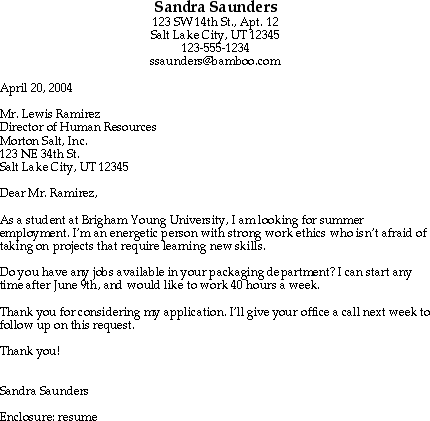 Sandra Saunders
123 SW 14th St., Apt. 12
Salt Lake City, UT 12345
123-555-1234
ssaunders@bamboo.com
April 20, 2004
Mr. Lewis Ramirez
Director of Human Resources
Morton Salt, Inc.
123 NE 34th St.
Salt Lake City, UT 12345
Dear Mr. Ramirez,
As a student at Brigham Young University, I am looking for summer
employment. I'm an energetic person with strong work ethics who isn't afraid of
taking on projects that require learning new skills.
Do you have any jobs available in your packaging department? I can start any
time after June 9th, and would like to work 40 hours a week.
Thank you for considering my application. I'll give your office a call next week to
follow up on this request.
Thank you!
Sandra Saunders
Enclosure: resume